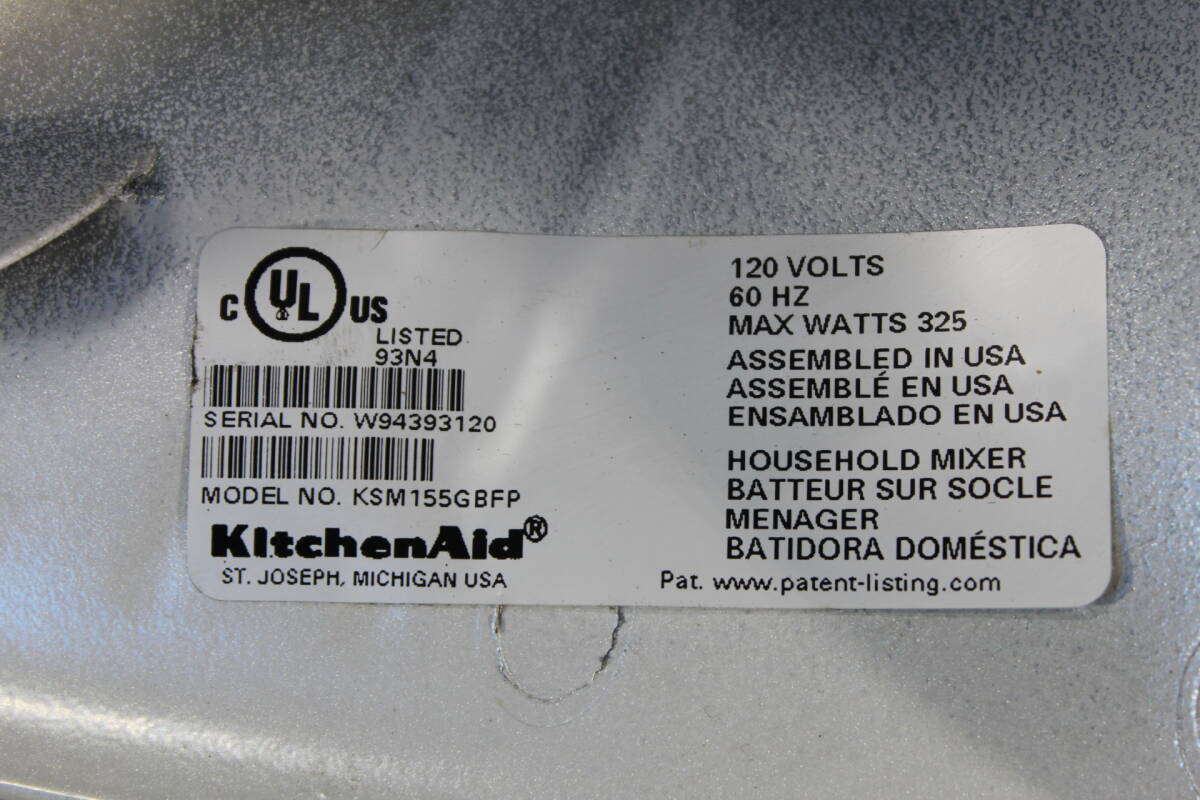 C UL US
LISTED
93N4
SERIAL NO. W94393120
MODEL NO. KSM155GBFP
KitchenAid®
ST. JOSEPH, MICHIGAN USA
120 VOLTS
60 HZ
MAX WATTS 325
ASSEMBLED IN USA
ASSEMBLÉ EN USA
ENSAMBLADO EN USA
HOUSEHOLD MIXER
BATTEUR SUR SOCLE
MENAGER
BATIDORA DOMÉSTICA
Pat. www.patent-listing.com